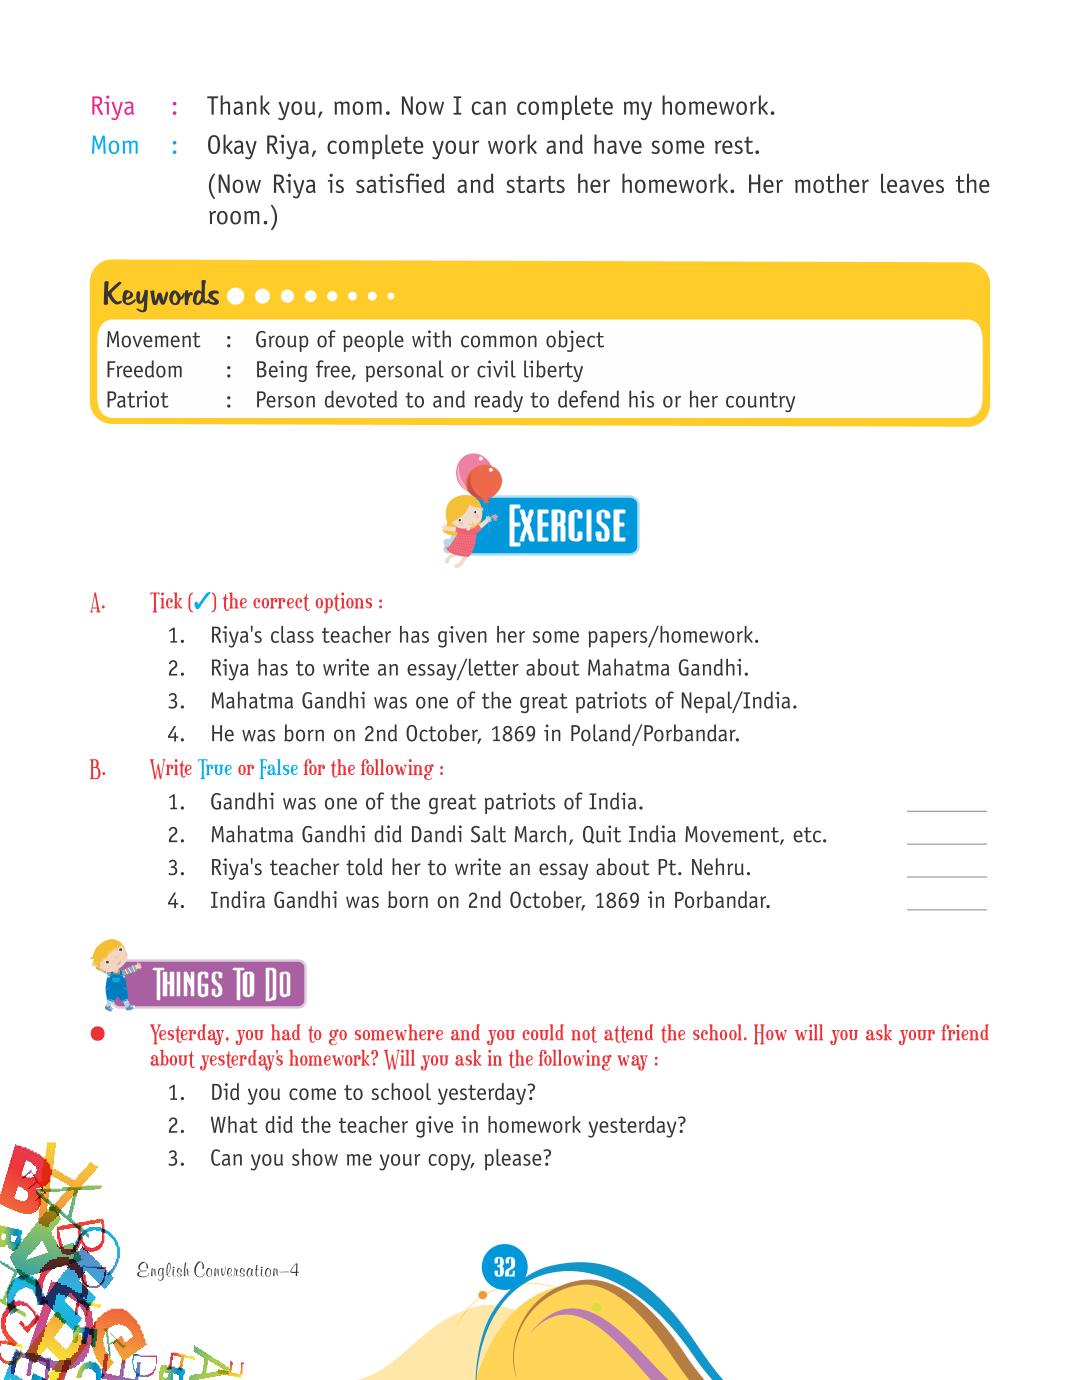 Riya : Thank you, mom. Now I can complete my homework.
Mom : Okay Riya, complete your work and have some rest.
(Now Riya is satisfied and starts her homework. Her mother leaves the
room.)
Keywords
Movement : Group of people with common object
Freedom : Being free, personal or civil liberty
Patriot : Person devoted to and ready to defend his or her country
EXERCISE
A. Tick (✓) the correct options :
1. Riya's class teacher has given her some papers/homework.
2. Riya has to write an essay/letter about Mahatma Gandhi.
3. Mahatma Gandhi was one of the great patriots of Nepal/India.
4. He was born on 2nd October, 1869 in Poland/Porbandar.
B. Write True or False for the following :
1. Gandhi was one of the great patriots of India.
2. Mahatma Gandhi did Dandi Salt March, Quit India Movement, etc.
3. Riya's teacher told her to write an essay about Pt. Nehru.
4. Indira Gandhi was born on 2nd October, 1869 in Porbandar.
THINGS TO DO
● Yesterday, you had to go somewhere and you could not attend the school. How will you ask your friend
about yesterday's homework? Will you ask in the following way :
1. Did you come to school yesterday?
2. What did the teacher give in homework yesterday?
3. Can you show me your copy, please?
English Conversation–4
32